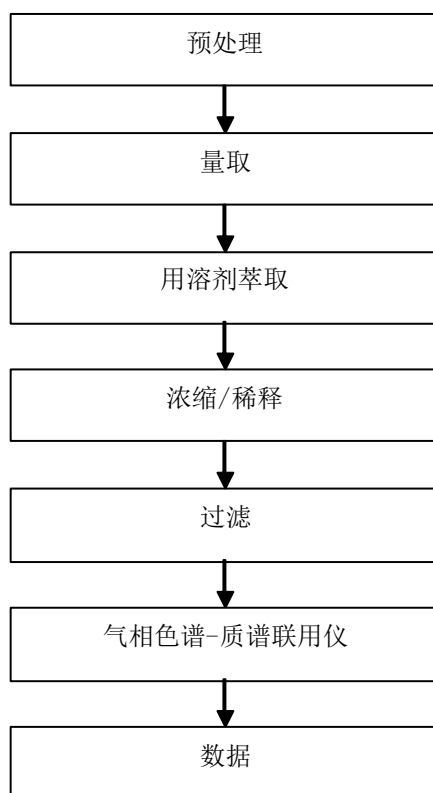 预处理
量取
用溶剂萃取
浓缩/稀释
过滤
气相色谱-质谱联用仪
数据